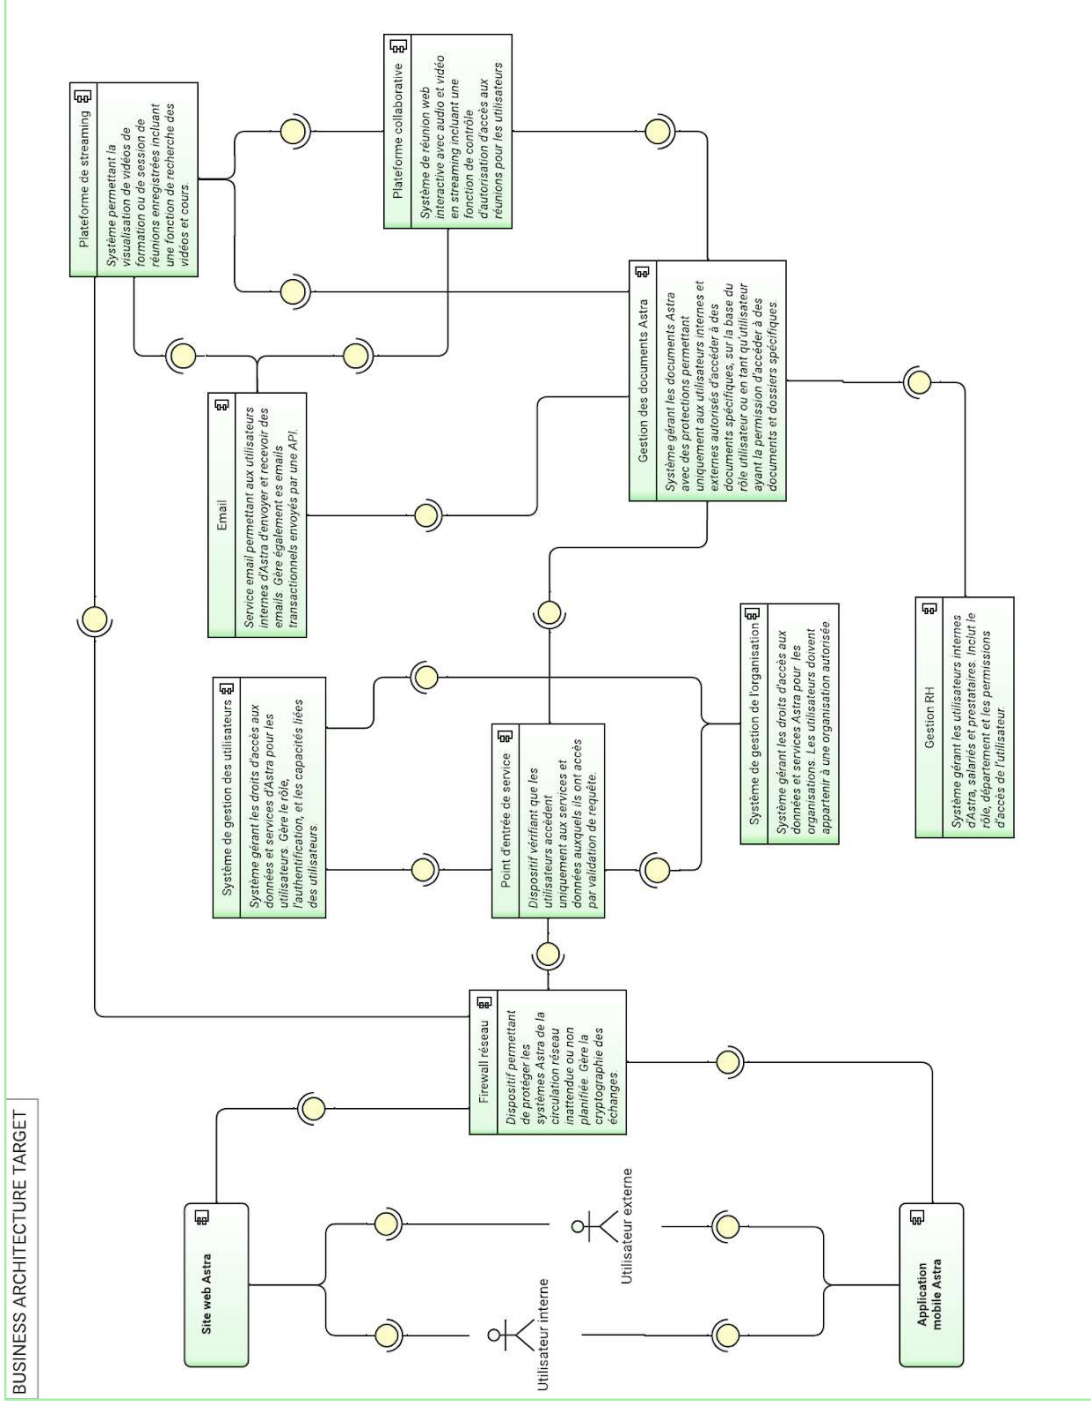 BUSINESS ARCHITECTURE TARGET
Site web Astra
Utilisateur interne
Utilisateur externe
Application
mobile Astra
Firewall réseau
Dispositif permettant
de protéger les
systèmes Astra de la
circulation réseau
inattendue ou non
planifiée. Gère la
cryptographie des
échanges.
Système de gestion des utilisateurs
Système gérant les droits d'accès aux
données et services d'Astra pour les
utilisateurs. Gère le rôle,
l'authentification, et les capacités liées
des utilisateurs.
Point d'entrée de service
Dispositif vérifiant que les
utilisateurs accèdent
uniquement aux services et
données auxquels ils ont accès
par validation de requête.
Système de gestion de l'organisation
Système gérant les droits d'accès aux
données et services Astra pour les
organisations. Les utilisateurs doivent
appartenir à une organisation autorisée.
Gestion RH
Système gérant les utilisateurs internes
d'Astra, salariés et prestataires. Inclut le
rôle, département et les permissions
d'accès de l'utilisateur.
Email
Service email permettant aux utilisateurs
internes d'Astra d'envoyer et recevoir des
emails. Gère également es emails
transactionnels envoyés par une API.
Gestion des documents Astra
Système gérant les documents Astra
avec des protections permettant
uniquement aux utilisateurs internes et
externes autorisés d'accéder à des
documents spécifiques, sur la base du
rôle utilisateur ou en tant qu'utilisateur
ayant la permission d'accéder à des
documents et dossiers spécifiques.
Plateforme de streaming
Système permettant la
visualisation de vidéos de
formation ou de session de
réunions enregistrées incluant
une fonction de recherche des
vidéos et cours.
Plateforme collaborative
Système de réunion web
interactive avec audio et vidéo
en streaming incluant une
fonction de contrôle
d'autorisation d'accès aux
réunions pour les utilisateurs